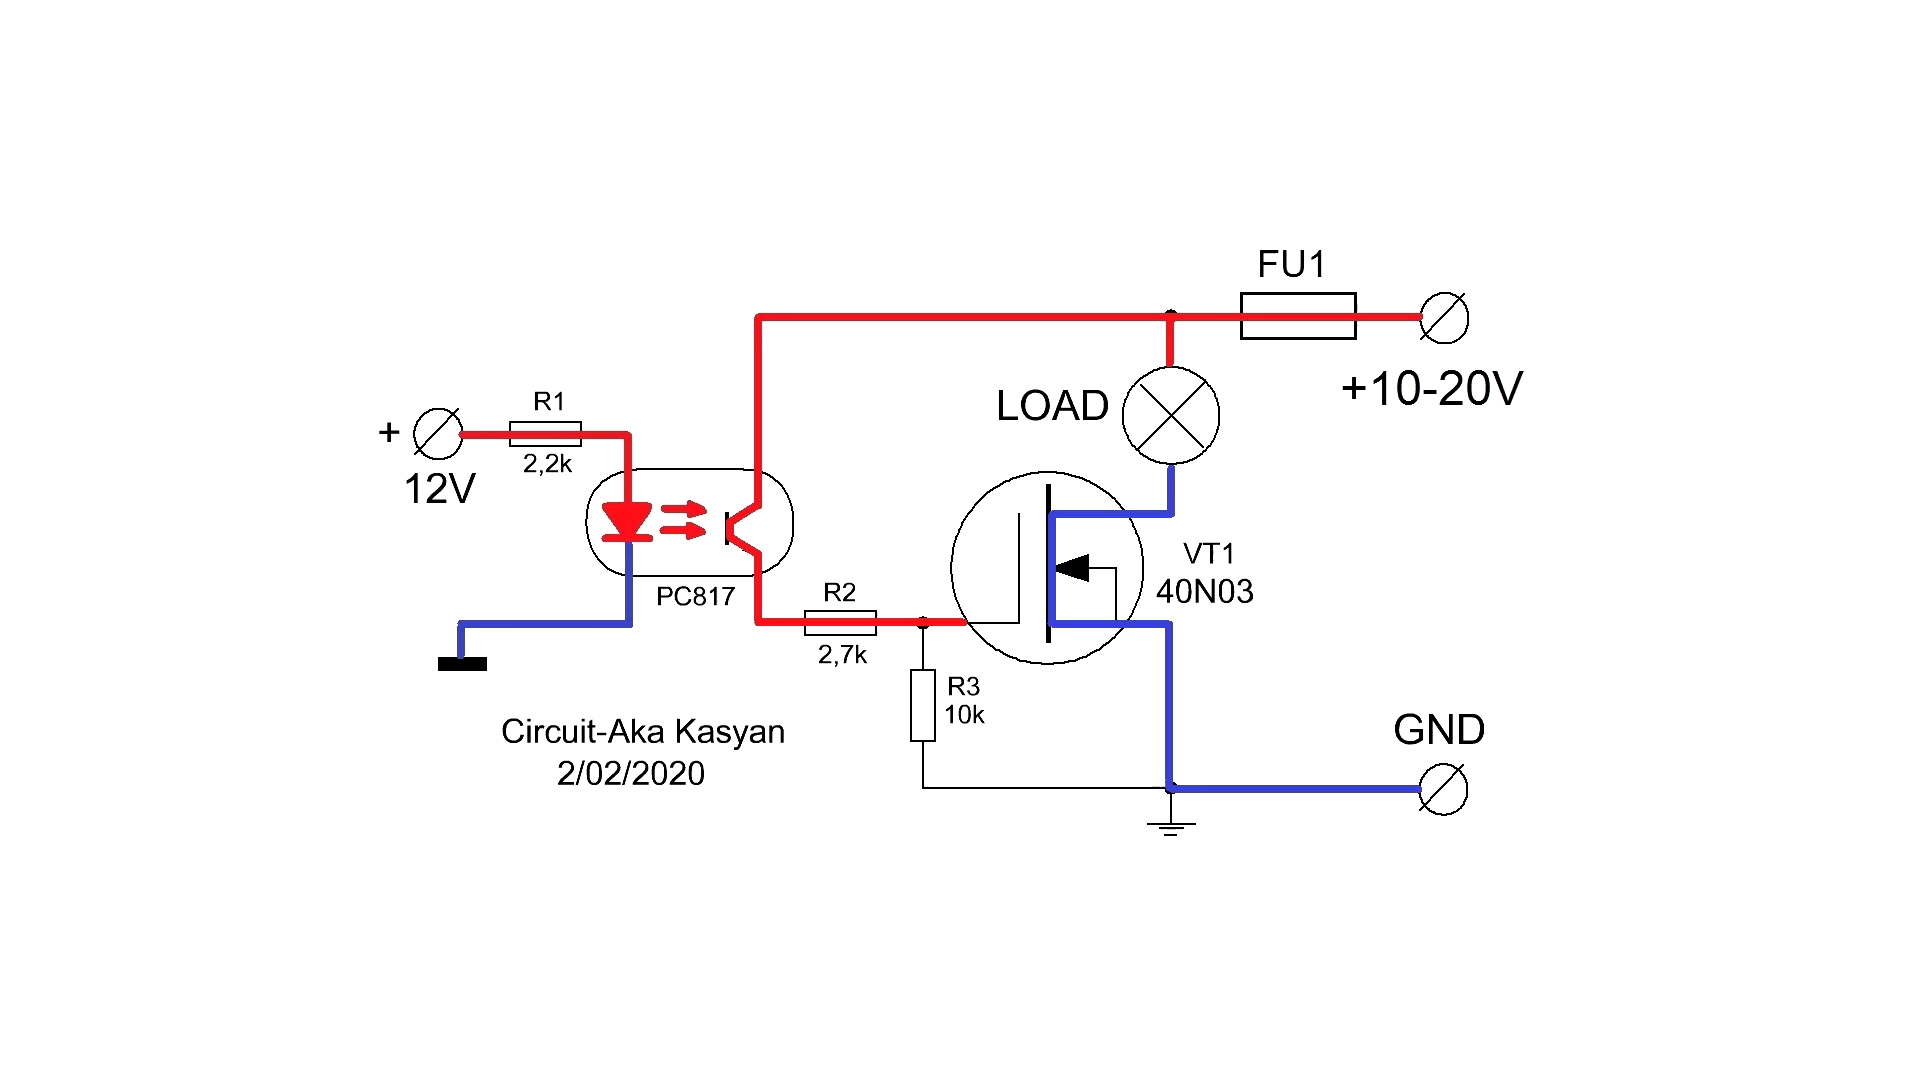 FU1
+10-20V
LOAD
R1
+
2,2k
12V
VT1
40N03
PC817
R2
2,7k
R3
10k
Circuit-Aka Kasyan
2/02/2020
GND